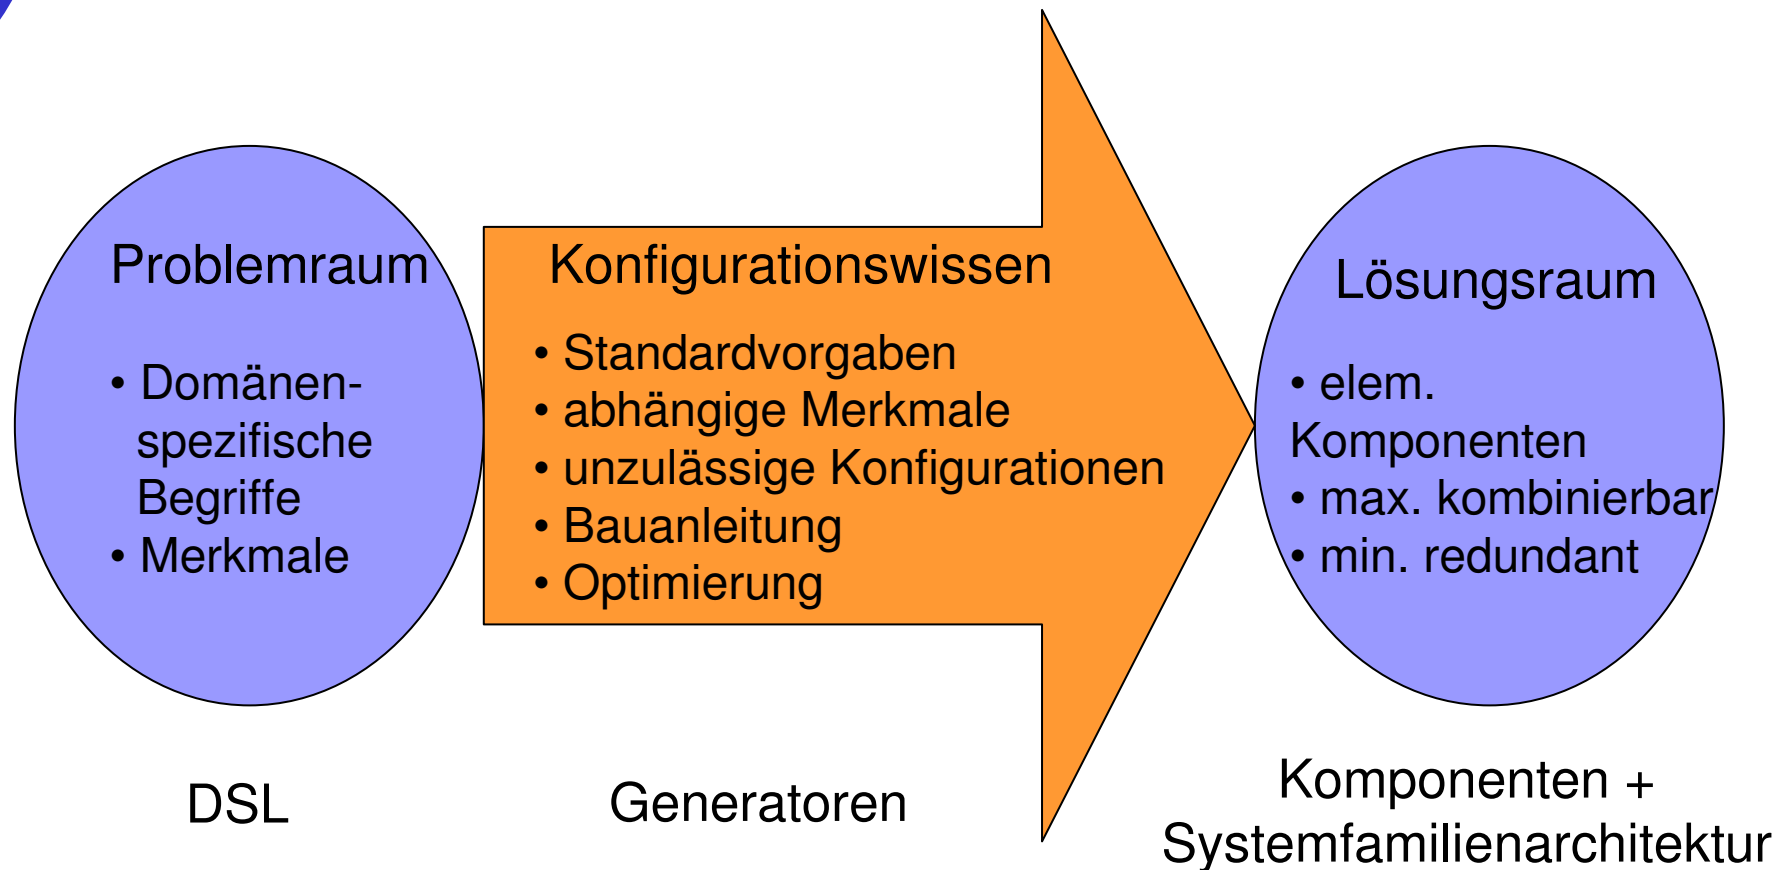 Problemraum
• Domänen-
spezifische
Begriffe
• Merkmale
DSL
Konfigurationswissen
• Standardvorgaben
• abhängige Merkmale
• unzulässige Konfigurationen
• Bauanleitung
• Optimierung
Generatoren
Lösungsraum
• elem.
Komponenten
• max. kombinierbar
• min. redundant
Komponenten +
Systemfamilienarchitektur